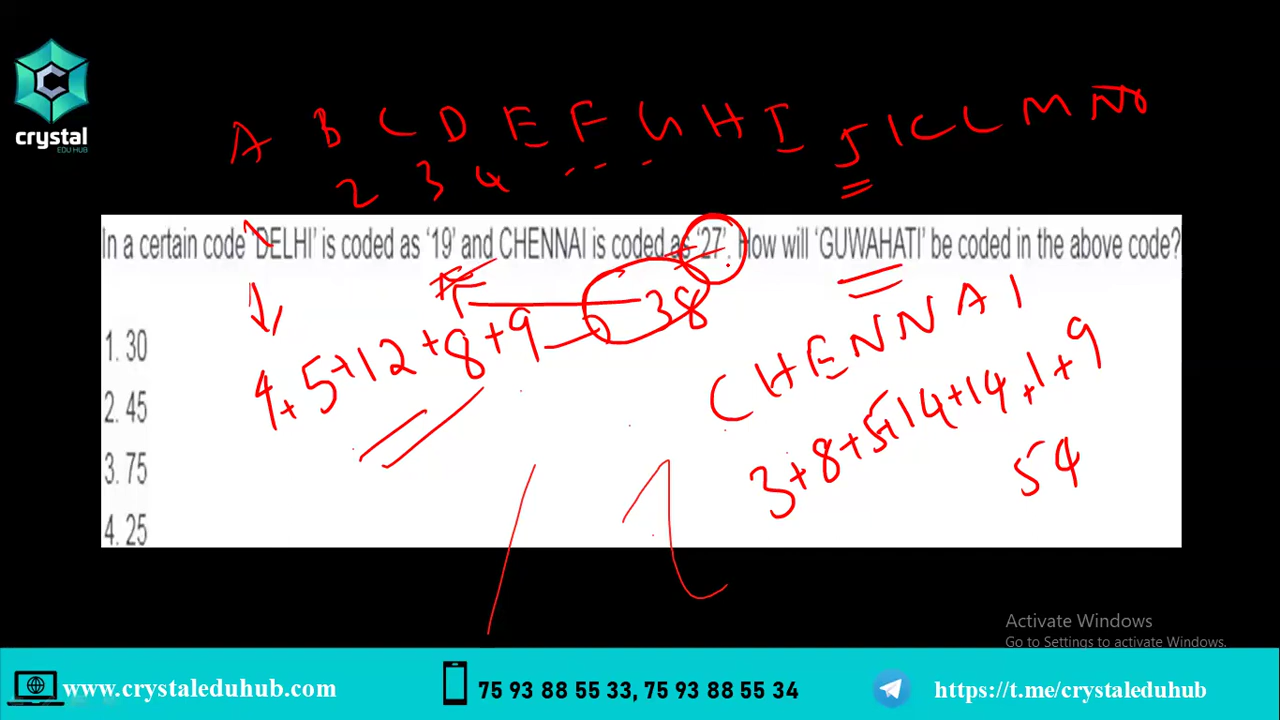 crystal
EDU HUB
A B C D E F G H I J K L M N O
2 3 4
In a certain code 'DELHI' is coded as '19' and CHENNAI is coded as '27'. How will 'GUWAHATI' be coded in the above code?
38
4+5+12+8+9
CHENNAI
3+8+5+14+14+1+9
54
1. 30
2. 45
3. 75
4. 25
Activate Windows
Go to Settings to activate Windows.
www.crystaleduhub.com
75 93 88 55 33, 75 93 88 55 34
https://t.me/crystaleduhub